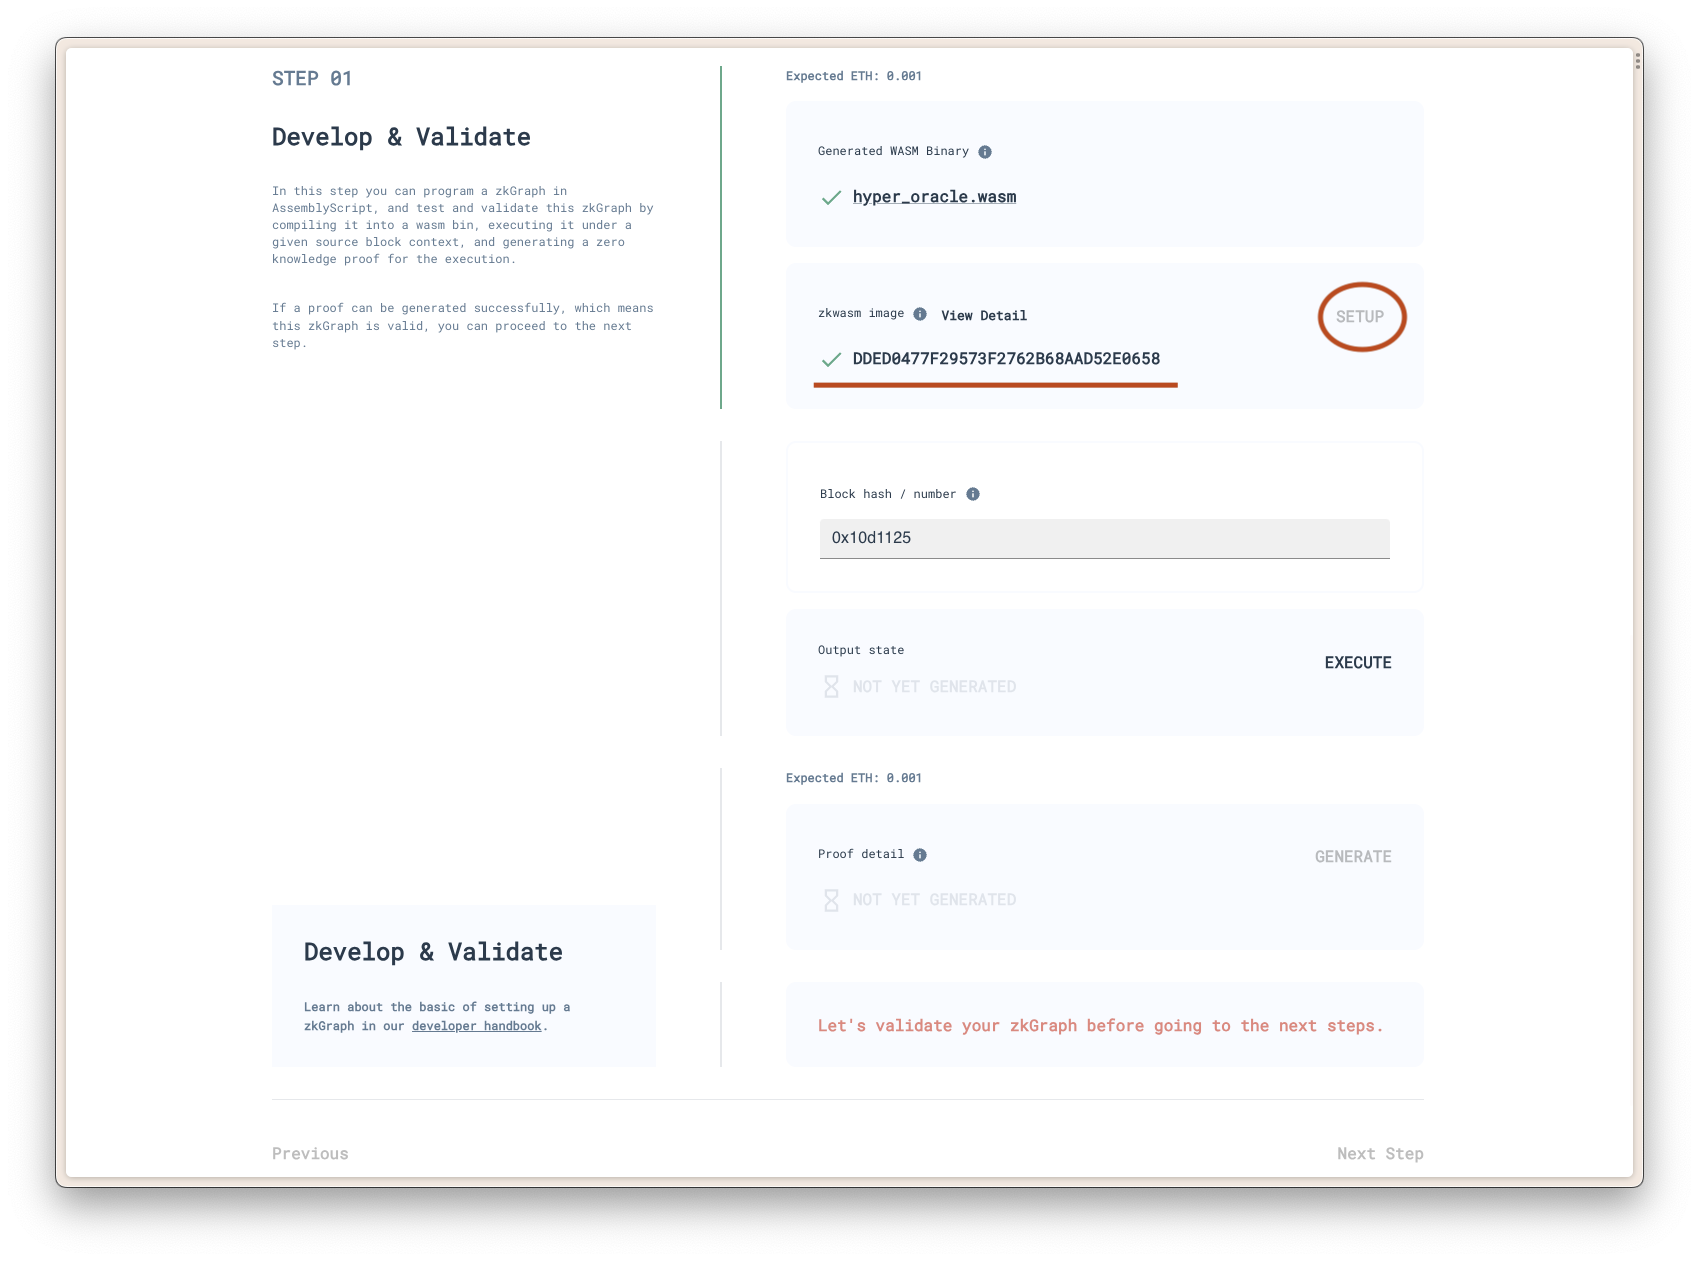 STEP 01
Develop & Validate
In this step you can program a zkGraph in
AssemblyScript, and test and validate this zkGraph by
compiling it into a wasm bin, executing it under a
given source block context, and generating a zero
knowledge proof for the execution.
If a proof can be generated successfully, which means
this zkGraph is valid, you can proceed to the next
step.
Expected ETH: 0.001
Generated WASM Binary
hyper_oracle.wasm
zkwasm image View Detail
SETUP
DDED0477F29573F2762B68AAD52E0658
Block hash / number
0x10d1125
Output state
EXECUTE
NOT YET GENERATED
Expected ETH: 0.001
Proof detail
GENERATE
NOT YET GENERATED
Develop & Validate
Learn about the basic of setting up a
zkGraph in our developer handbook.
Let's validate your zkGraph before going to the next steps.
Previous
Next Step